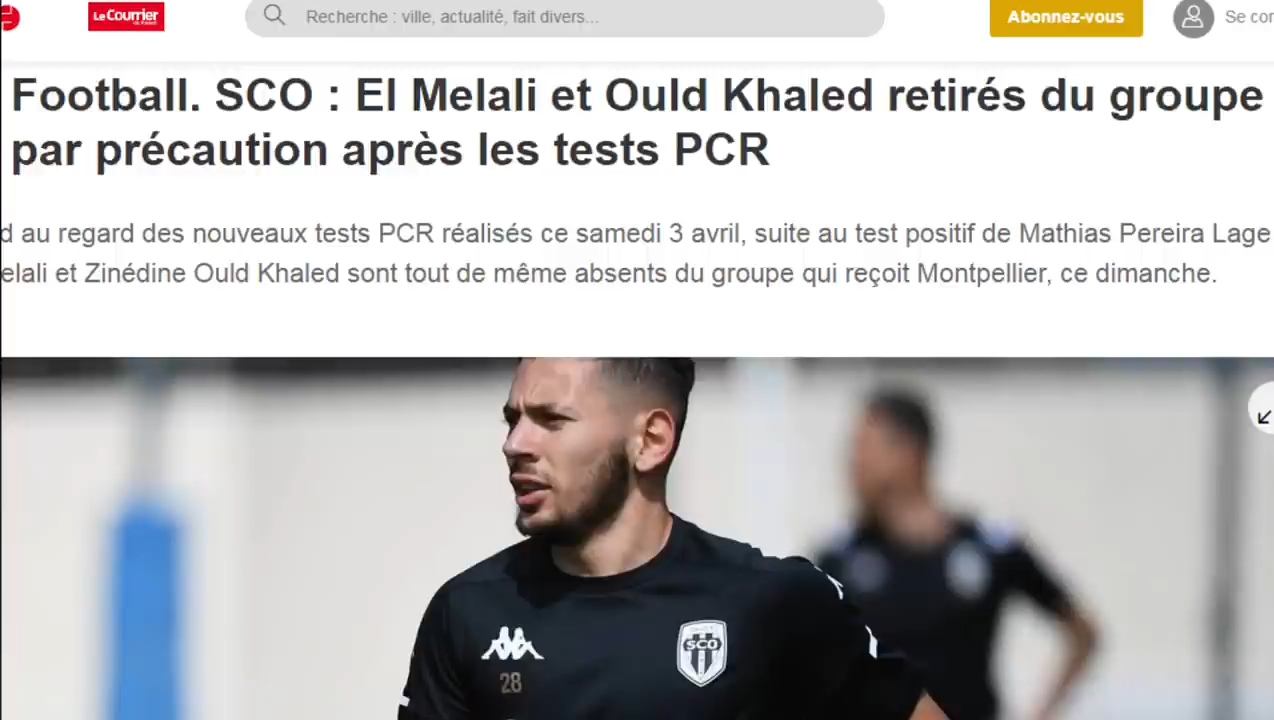 Le Courrier
Recherche : ville, actualité, fait divers...
Abonnez-vous
Se con
Football. SCO : El Melali et Ould Khaled retirés du groupe
par précaution après les tests PCR
d au regard des nouveaux tests PCR réalisés ce samedi 3 avril, suite au test positif de Mathias Pereira Lage
elali et Zinédine Ould Khaled sont tout de même absents du groupe qui reçoit Montpellier, ce dimanche.
SCO
28